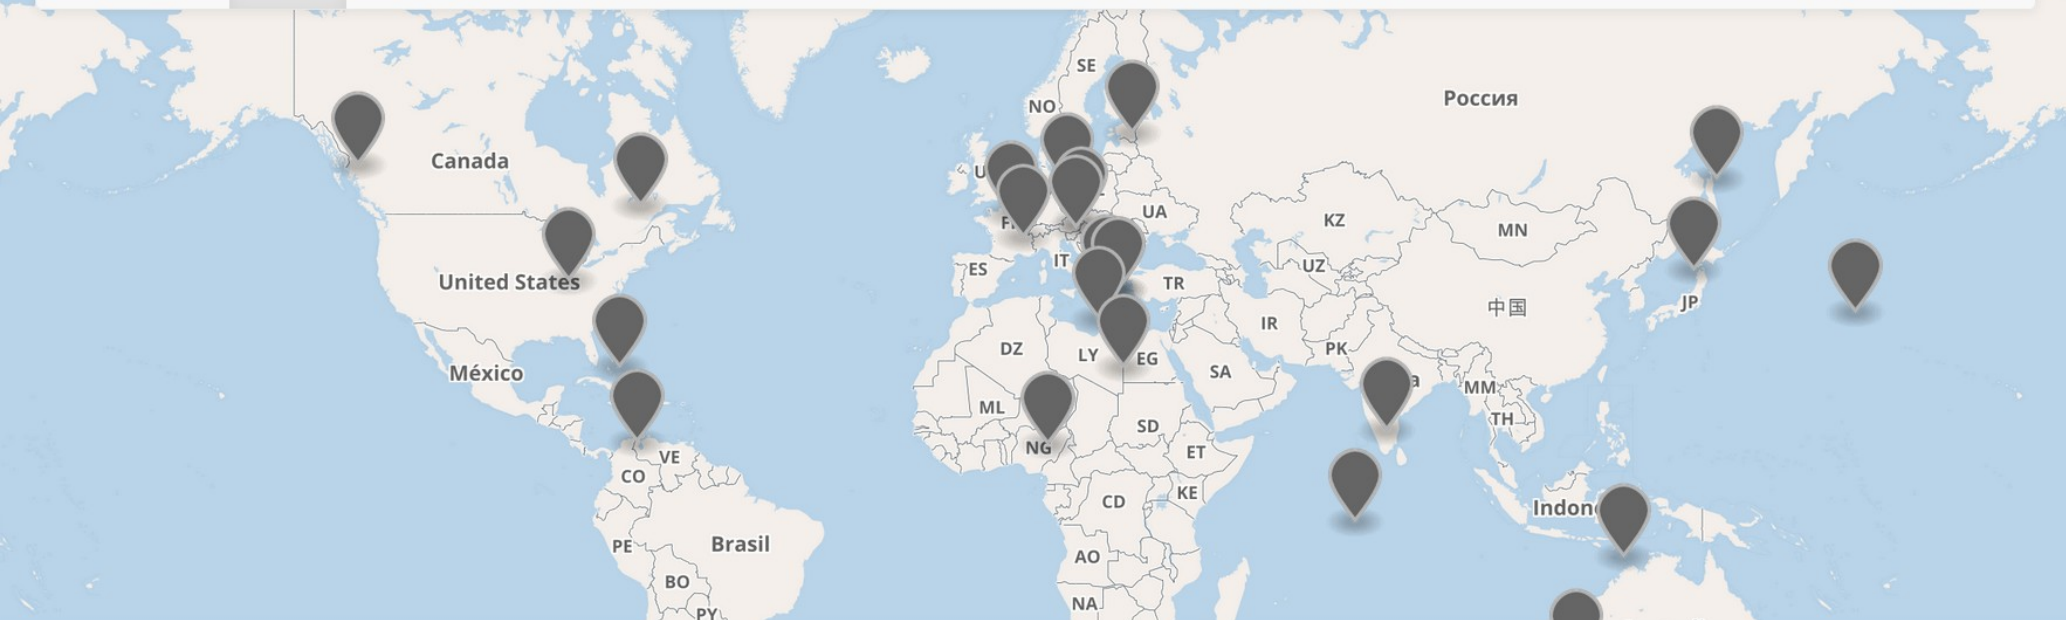 SE
Россия
NO
Canada
U
UA
F
KZ
MN
IT
ES
UZ
United States
TR
JP
中国
IR
DZ
LY
EG
PK
SA
México
a
MM
ML
TH
SD
NG
ET
VE
CO
KE
CD
Indon
Brasil
PE
AO
BO
NA
PY